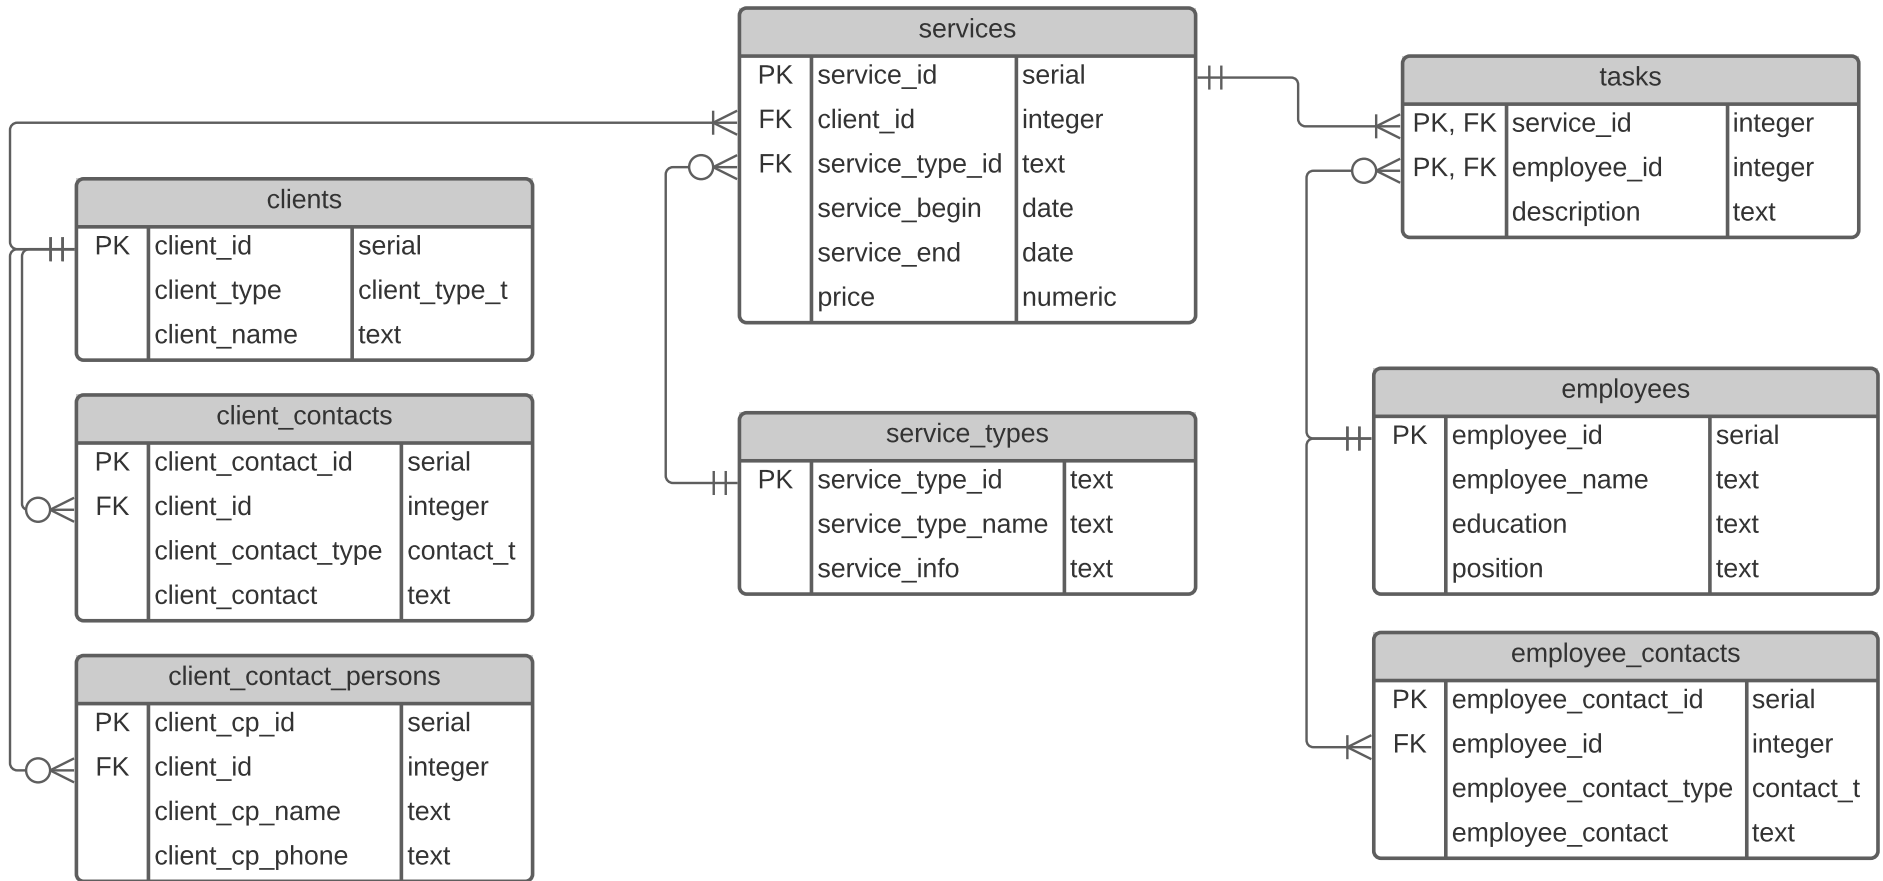 services
PK service_id serial
FK client_id integer
FK service_type_id text
service_begin date
service_end date
price numeric
tasks
PK, FK service_id integer
PK, FK employee_id integer
description text
clients
PK client_id serial
client_type client_type_t
client_name text
client_contacts
PK client_contact_id serial
FK client_id integer
client_contact_type contact_t
client_contact text
service_types
PK service_type_id text
service_type_name text
service_info text
employees
PK employee_id serial
employee_name text
education text
position text
client_contact_persons
PK client_cp_id serial
FK client_id integer
client_cp_name text
client_cp_phone text
employee_contacts
PK employee_contact_id serial
FK employee_id integer
employee_contact_type contact_t
employee_contact text